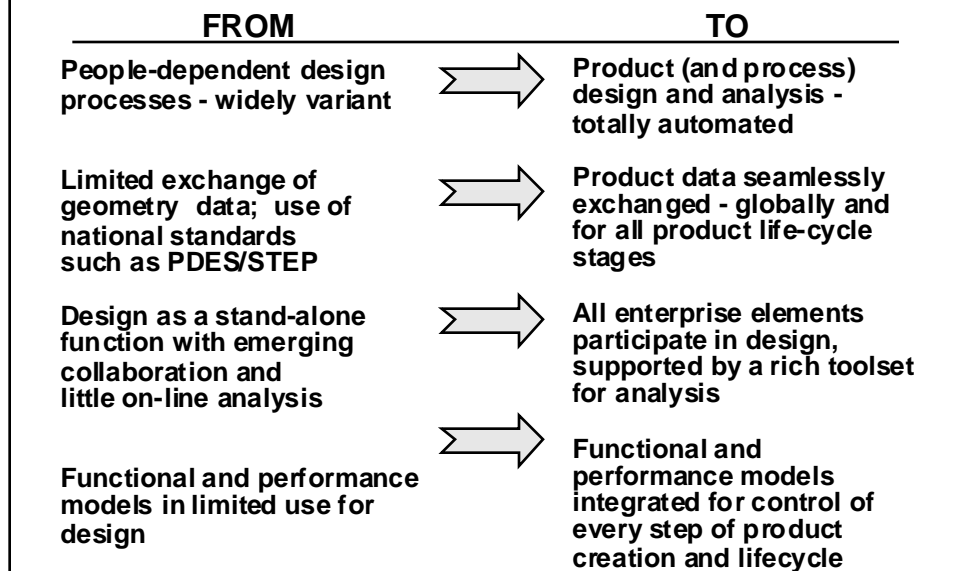 FROM
TO
People-dependent design
processes - widely variant
Product (and process)
design and analysis -
totally automated
Limited exchange of
geometry data; use of
national standards
such as PDES/STEP
Product data seamlessly
exchanged - globally and
for all product life-cycle
stages
Design as a stand-alone
function with emerging
collaboration and
little on-line analysis
All enterprise elements
participate in design,
supported by a rich toolset
for analysis
Functional and performance
models in limited use for
design
Functional and
performance models
integrated for control of
every step of product
creation and lifecycle